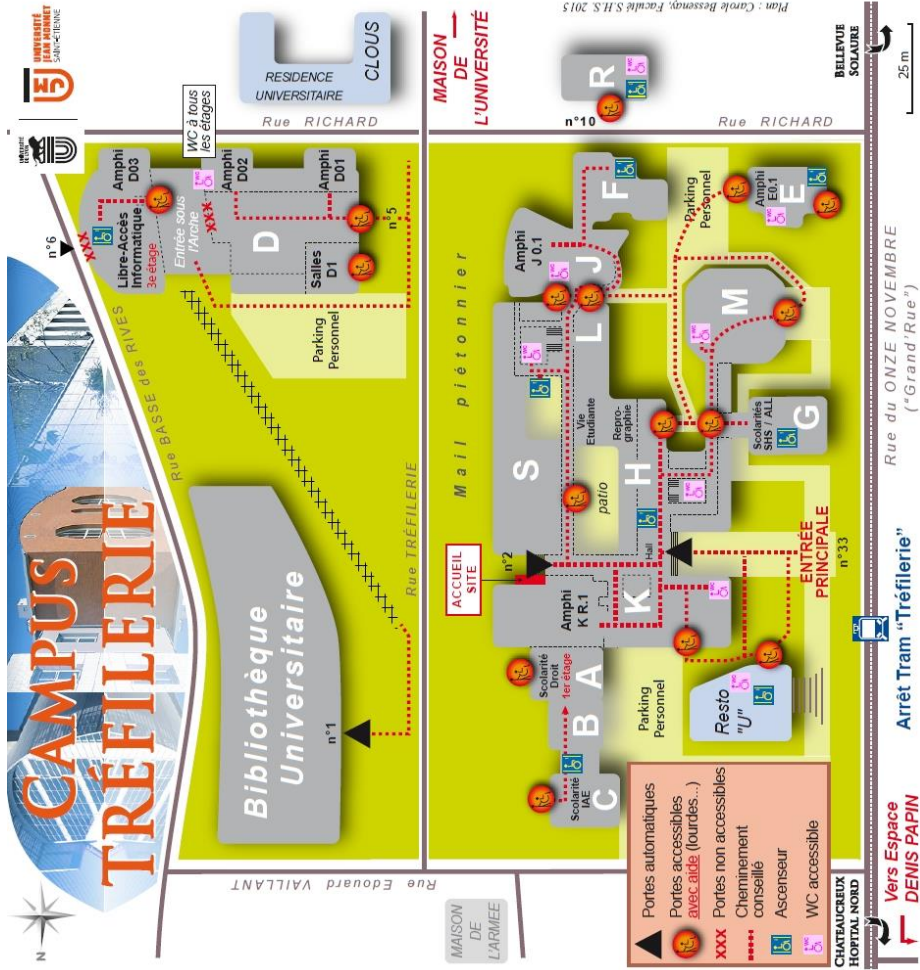 CAMPUS
TRÉFILERIE
N
UNIVERSITÉ
JEAN MONNET
SAINT-ÉTIENNE
Rue BASSE des RIVES
n°6
XXX
Libre-Accès
Informatique
3e étage
Amphi
D03
WC à tous
les étages
Entrée sous
l'Arche
XXX
Amphi
D02
D
Amphi
D01
Salles
D1
n°5
Parking
Personnel
RESIDENCE
UNIVERSITAIRE
CLOUS
Rue RICHARD
Bibliothèque
Universitaire
n°1
Rue TRÉFILERIE
Rue Edouard VAILLANT
MAISON
DE
L'ARMEE
MAISON
DE
L'UNIVERSITÉ
Plan : Carole Bessenay, Faculté S.H.S. 2015
Mail piétonnier
ACCUEIL
SITE
n°2
S
Amphi
J 0.1
J
F
R
n°10
Rue RICHARD
L
Vie
Etudiante
Repro-
graphie
patio
H
Hall
Amphi
K R.1
K
Scolarité
Droit
1er étage
A
B
Scolarité
IAE
C
Parking
Personnel
Resto
"U"
ENTRÉE
PRINCIPALE
n°33
Scolarités
SHS / ALL
G
M
Parking
Personnel
Amphi
E0.1
E
Portes automatiques
Portes accessibles
avec aide (lourdes...)
XXX Portes non accessibles
Cheminement
conseillé
Ascenseur
WC accessible
CHATEAUCREUX
HOPITAL NORD
BELLEVUE
SOLAURE
Vers Espace
DENIS PAPIN
Arrêt Tram "Tréfilerie"
Rue du ONZE NOVEMBRE
("Grand'Rue")
25 m